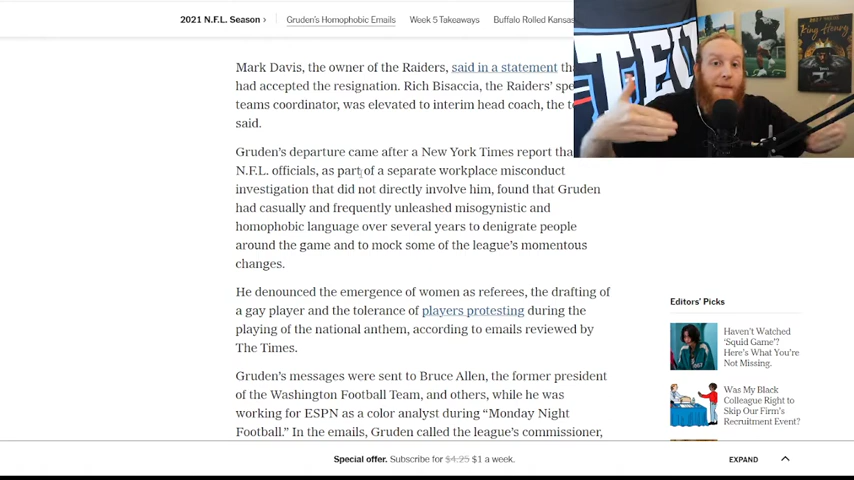 2021 N.F.L. Season › Gruden's Homophobic Emails Week 5 Takeaways Buffalo Rolled Kansas
Mark Davis, the owner of the Raiders, said in a statement
had accepted the resignation. Rich Bisaccia, the Raiders'
teams coordinator, was elevated to interim head coach, the
said.
Gruden's departure came after a New York Times report
N.F.L. officials, as part of a separate workplace misconduct
investigation that did not directly involve him, found that Gruden
had casually and frequently unleashed misogynistic and
homophobic language over several years to denigrate people
around the game and to mock some of the league's momentous
changes.
He denounced the emergence of women as referees, the drafting of
a gay player and the tolerance of players protesting during the
playing of the national anthem, according to emails reviewed by
The Times.
Gruden's messages were sent to Bruce Allen, the former president
of the Washington Football Team, and others, while he was
working for ESPN as a color analyst during “Monday Night
Football.” In the emails, Gruden called the league's commissioner,
Editors' Picks
Haven't Watched
‘Squid Game’?
Here's What You're
Not Missing.
Was My Black
Colleague Right to
Skip Our Firm's
Recruitment Event?
Special offer. Subscribe for $4.25 $1 a week.
EXPAND
King Henry